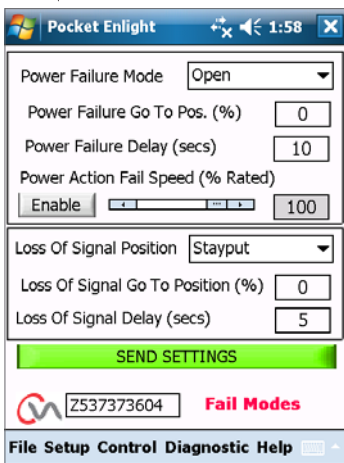 Pocket Enlight 1:58
Power Failure Mode Open
Power Failure Go To Pos. (%) 0
Power Failure Delay (secs) 10
Power Action Fail Speed (% Rated)
Enable 100
Loss Of Signal Position Stayput
Loss Of Signal Go To Position (%) 0
Loss Of Signal Delay (secs) 5
SEND SETTINGS
Z537373604 Fail Modes
File Setup Control Diagnostic Help